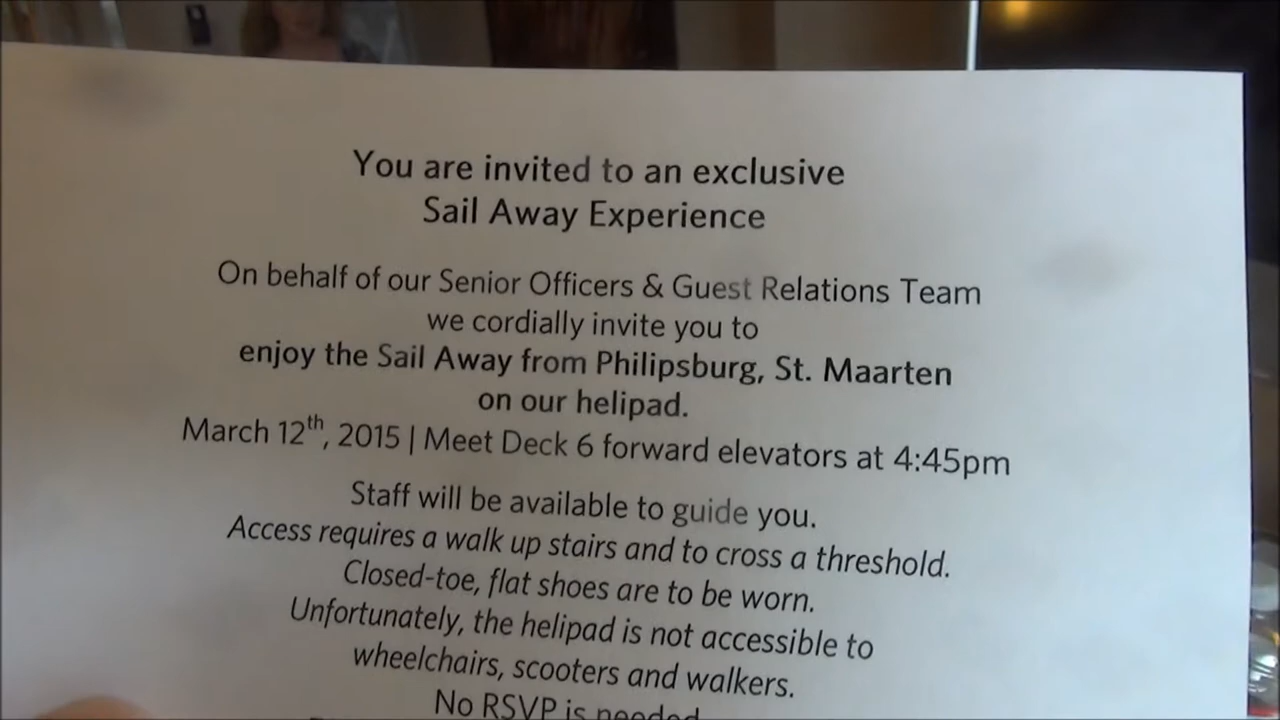 You are invited to an exclusive
Sail Away Experience
On behalf of our Senior Officers & Guest Relations Team
we cordially invite you to
enjoy the Sail Away from Philipsburg, St. Maarten
on our helipad.
March 12th, 2015 | Meet Deck 6 forward elevators at 4:45pm
Staff will be available to guide you.
Access requires a walk up stairs and to cross a threshold.
Closed-toe, flat shoes are to be worn.
Unfortunately, the helipad is not accessible to
wheelchairs, scooters and walkers.
No RSVP is needed